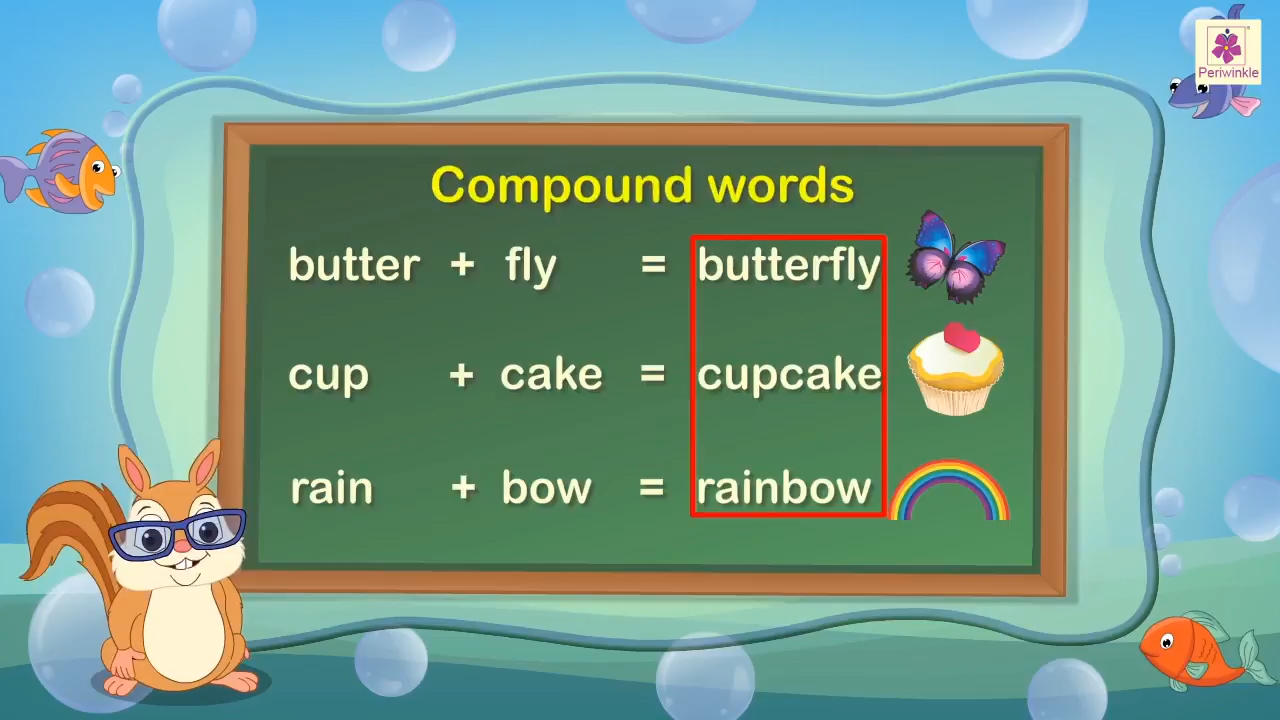 Periwinkle
Compound words
butter + fly = butterfly
cup + cake = cupcake
rain + bow = rainbow